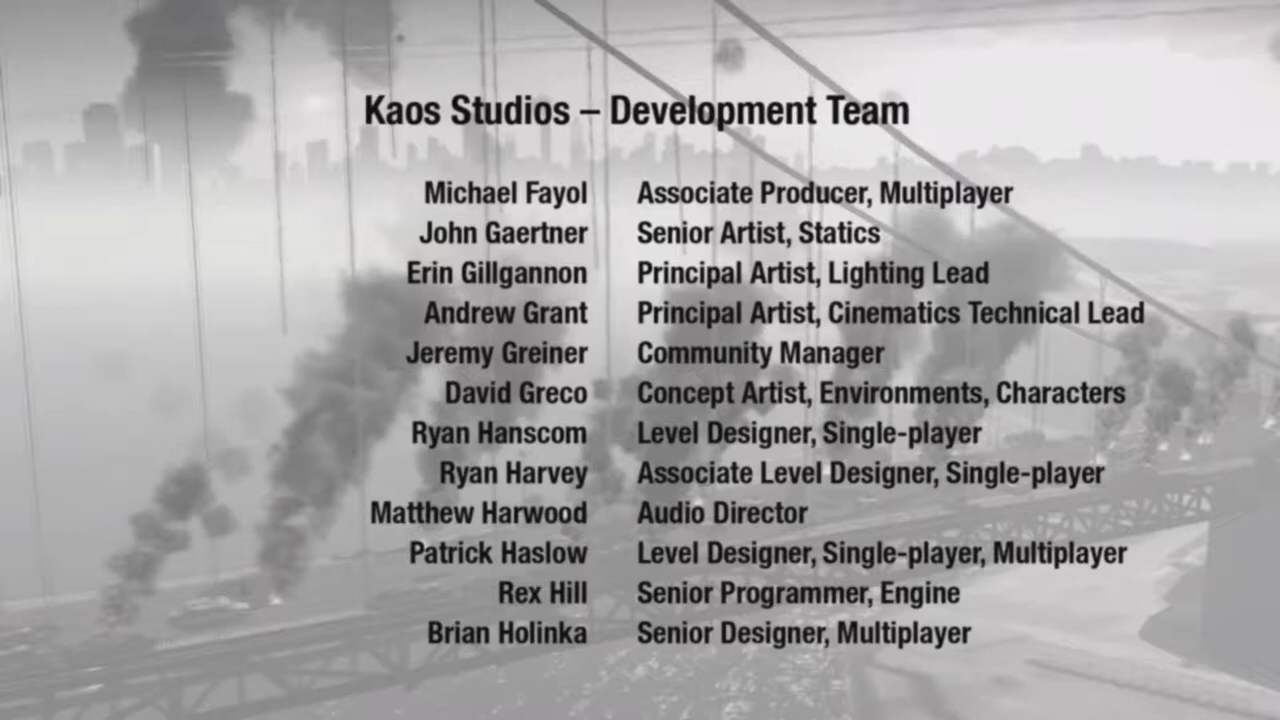 Kaos Studios – Development Team
Michael Fayol Associate Producer, Multiplayer
John Gaertner Senior Artist, Statics
Erin Gillgannon Principal Artist, Lighting Lead
Andrew Grant Principal Artist, Cinematics Technical Lead
Jeremy Greiner Community Manager
David Greco Concept Artist, Environments, Characters
Ryan Hanscom Level Designer, Single-player
Ryan Harvey Associate Level Designer, Single-player
Matthew Harwood Audio Director
Patrick Haslow Level Designer, Single-player, Multiplayer
Rex Hill Senior Programmer, Engine
Brian Holinka Senior Designer, Multiplayer